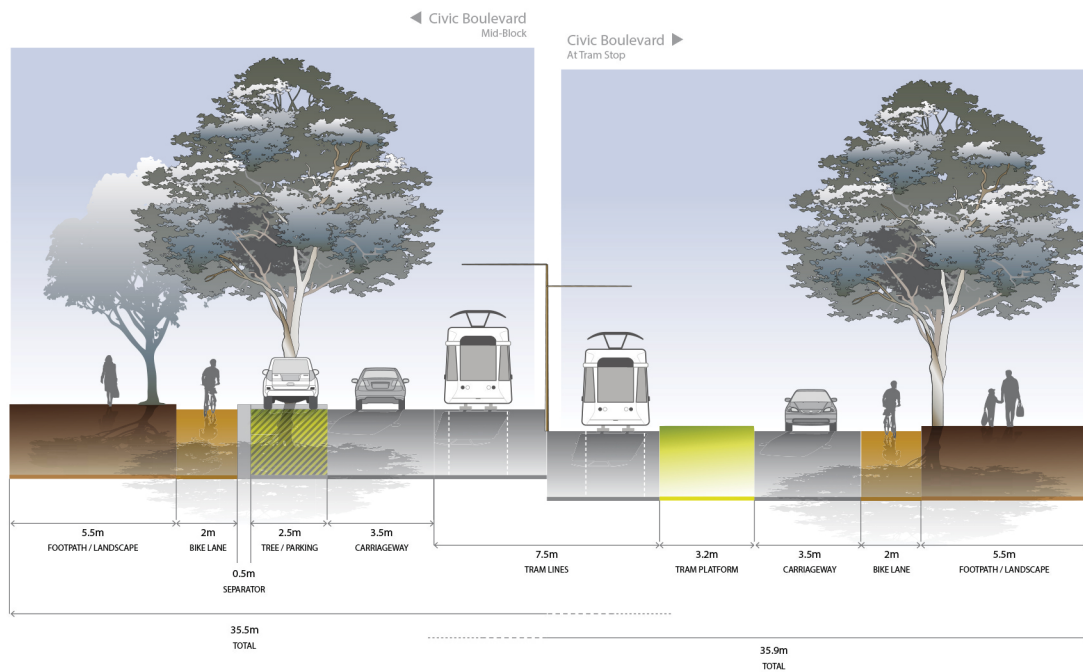 ◀ Civic Boulevard
Mid-Block
Civic Boulevard ▶
At Tram Stop
5.5m
FOOTPATH / LANDSCAPE
2m
BIKE LANE
0.5m
SEPARATOR
2.5m
TREE / PARKING
3.5m
CARRIAGEWAY
7.5m
TRAM LINES
3.2m
TRAM PLATFORM
3.5m
CARRIAGEWAY
2m
BIKE LANE
5.5m
FOOTPATH / LANDSCAPE
35.5m
TOTAL
35.9m
TOTAL